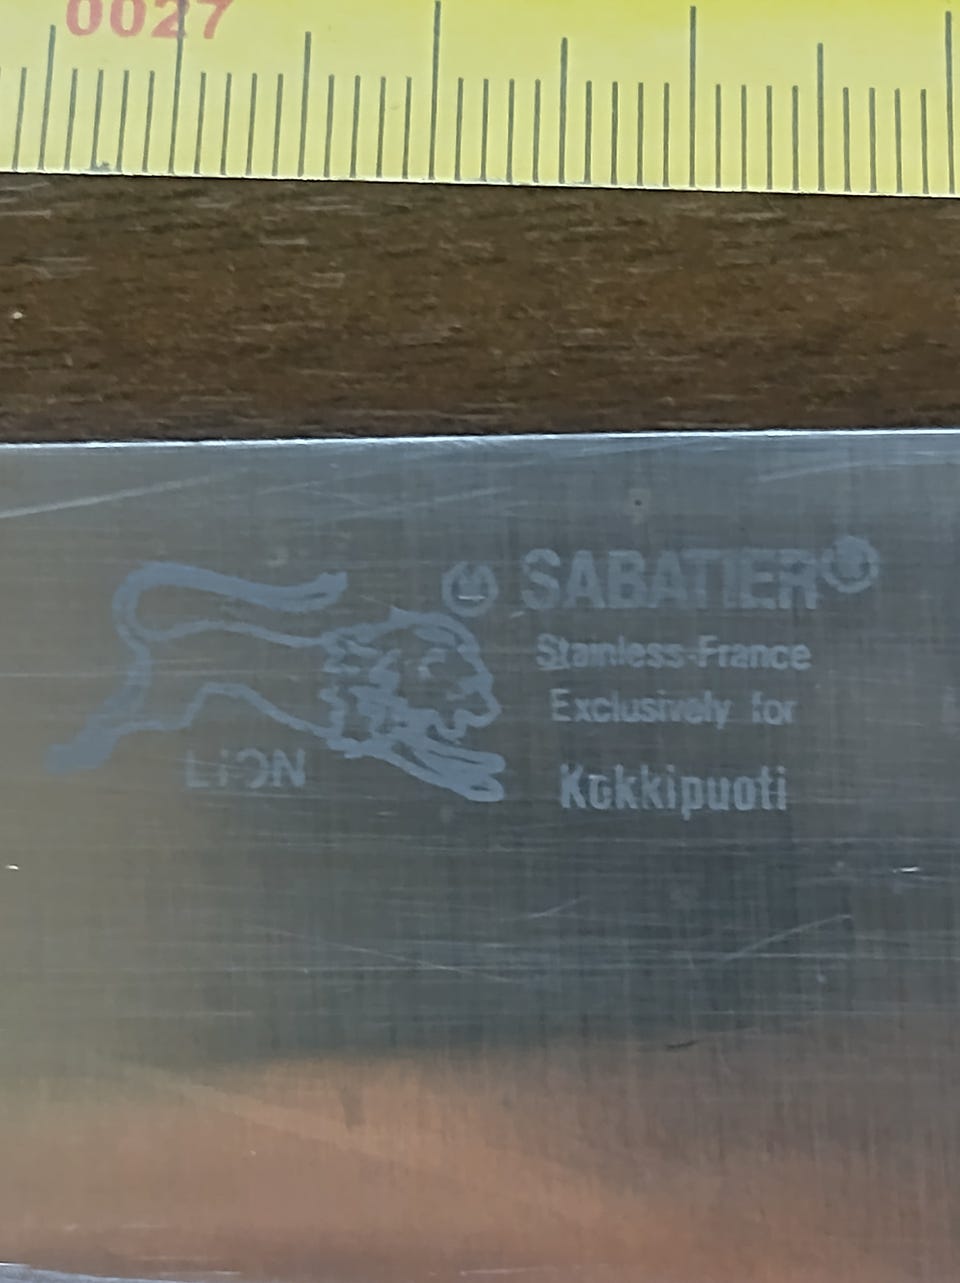 0027
SABATIER®
Stainless-France
Exclusively for
LION
Kokkipuoti